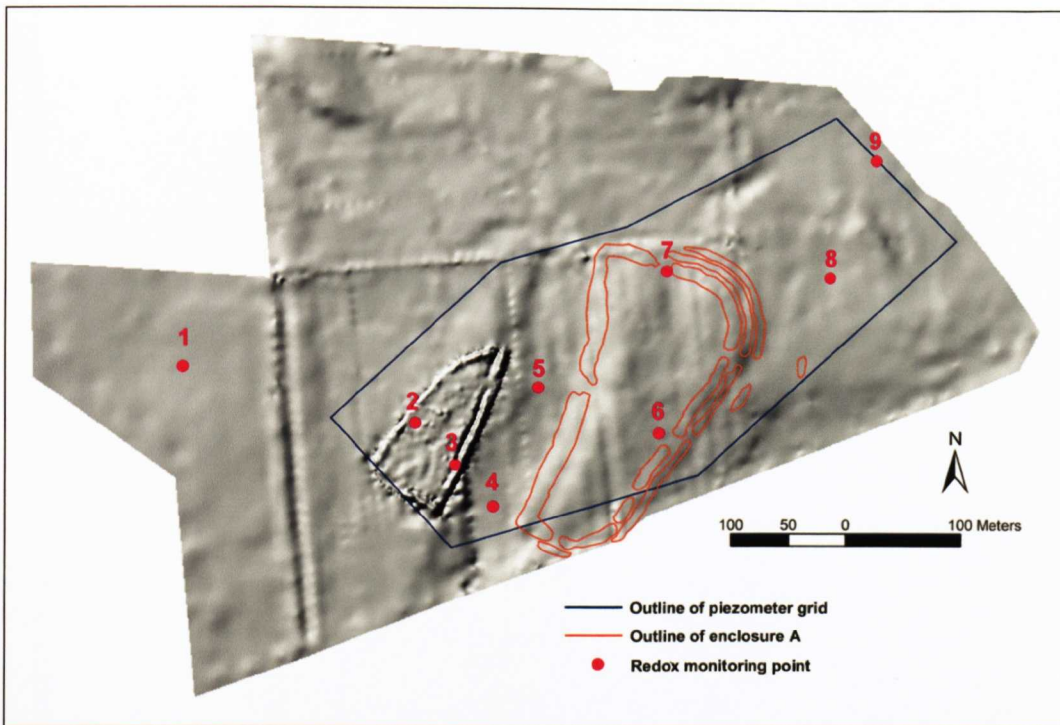 9
7
8
1
5
2
6
3
4
N
100 50 0 100 Meters
Outline of piezometer grid
Outline of enclosure A
Redox monitoring point